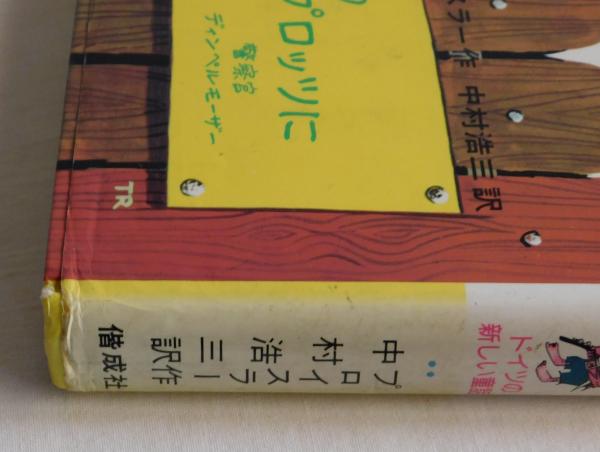 プロッツに
警察官
ディンペルモーザー
スラー作 中村浩三訳
TR
ドイツの
新しい童
プロイスラー作
中村浩三訳
偕成社